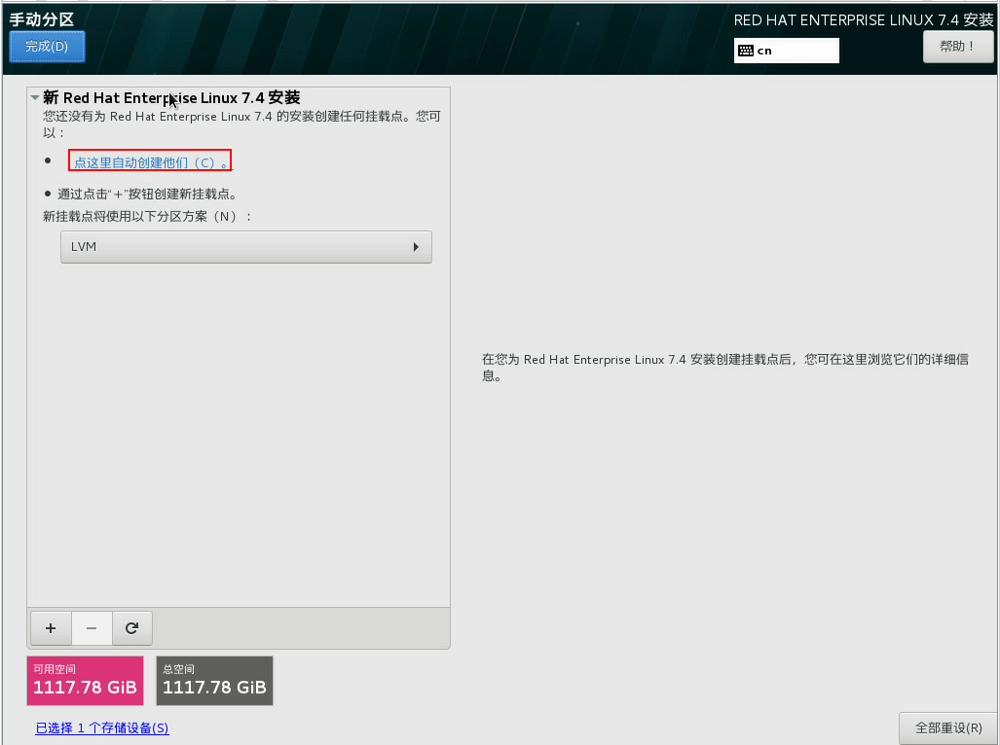 手动分区
RED HAT ENTERPRISE LINUX 7.4 安装
完成(D)
cn
帮助！
新 Red Hat Enterprise Linux 7.4 安装
您还没有为 Red Hat Enterprise Linux 7.4 的安装创建任何挂载点。您可
以：
点这里自动创建他们（C）。
通过点击“+”按钮创建新挂载点。
新挂载点将使用以下分区方案（N）：
LVM
在您为 Red Hat Enterprise Linux 7.4 安装创建挂载点后，您可在这里浏览它们的详细信
息。
+ −
可用空间
1117.78 GiB
总空间
1117.78 GiB
已选择 1 个存储设备(S)
全部重设(R)